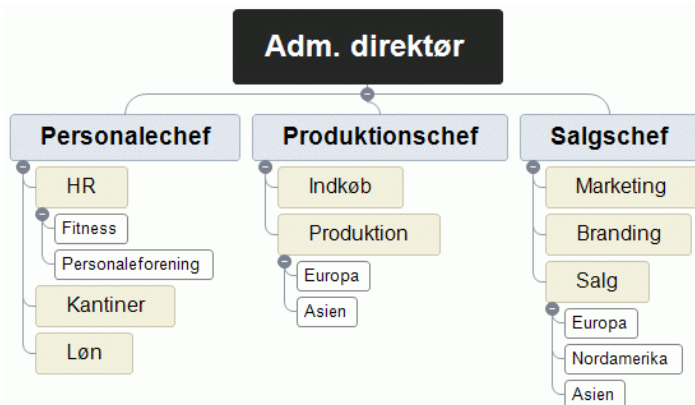 Adm. direktør
Personalechef
HR
Fitness
Personaleforening
Kantiner
Løn
Produktionschef
Indkøb
Produktion
Europa
Asien
Salgschef
Marketing
Branding
Salg
Europa
Nordamerika
Asien